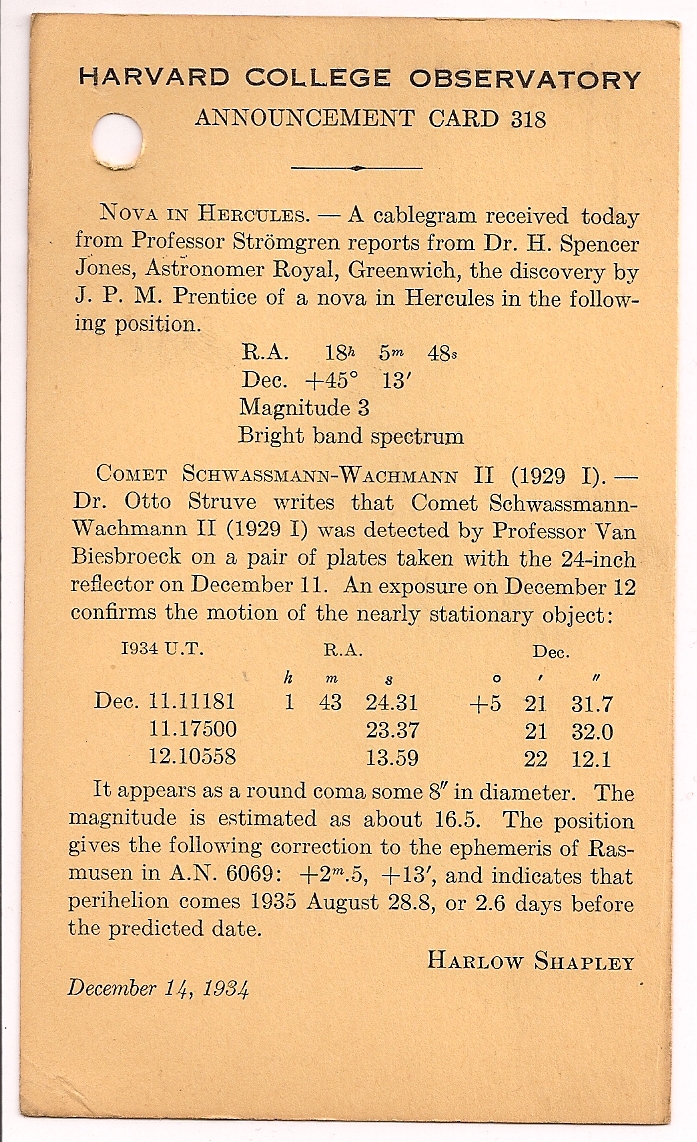 HARVARD COLLEGE OBSERVATORY
ANNOUNCEMENT CARD 318
Nova in Hercules. — A cablegram received today
from Professor Strömgren reports from Dr. H. Spencer
Jones, Astronomer Royal, Greenwich, the discovery by
J. P. M. Prentice of a nova in Hercules in the follow-
ing position.
R.A. 18h 5m 48s
Dec. +45° 13′
Magnitude 3
Bright band spectrum
Comet Schwassmann-Wachmann II (1929 I). —
Dr. Otto Struve writes that Comet Schwassmann-
Wachmann II (1929 I) was detected by Professor Van
Biesbroeck on a pair of plates taken with the 24-inch
reflector on December 11. An exposure on December 12
confirms the motion of the nearly stationary object:
1934 U.T. R.A. Dec.
h m s o ′ ″
Dec. 11.11181 1 43 24.31 +5 21 31.7
11.17500 23.37 21 32.0
12.10558 13.59 22 12.1
It appears as a round coma some 8″ in diameter. The
magnitude is estimated as about 16.5. The position
gives the following correction to the ephemeris of Ras-
musen in A.N. 6069: +2m.5, +13′, and indicates that
perihelion comes 1935 August 28.8, or 2.6 days before
the predicted date.
Harlow Shapley
December 14, 1934